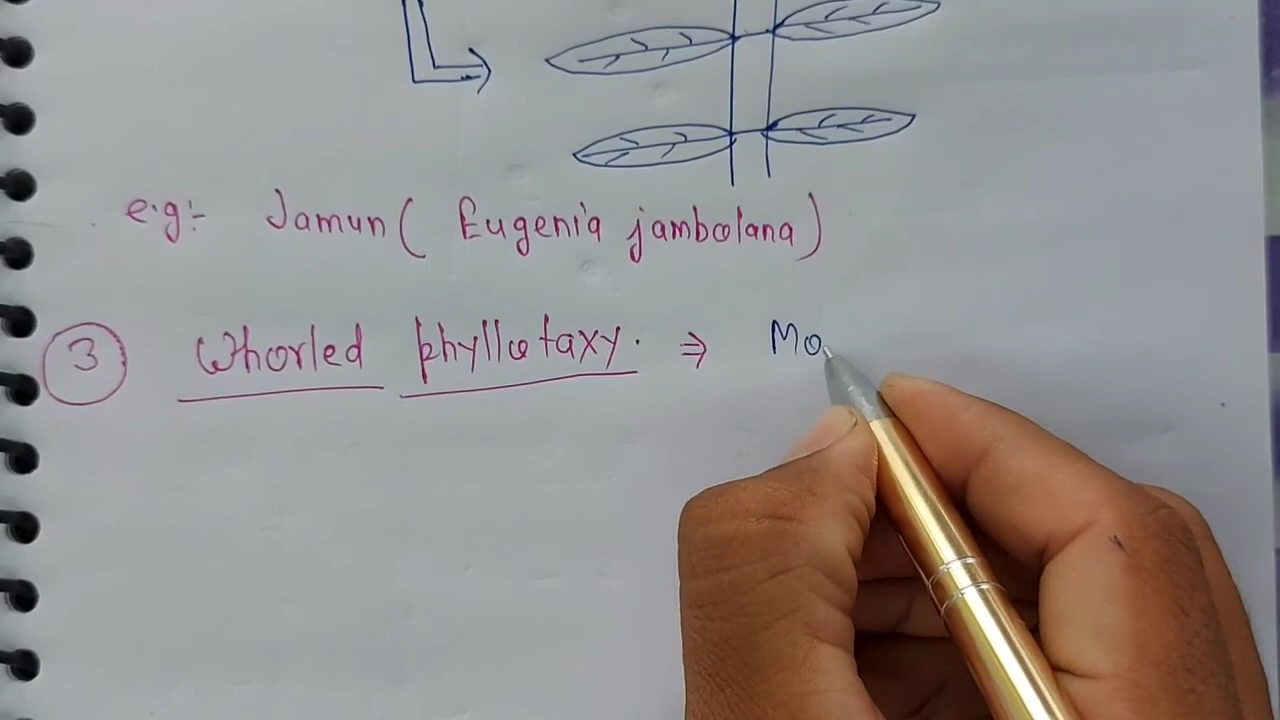 e.g:- Jamun ( Eugenia jambolana )
3 Whorled phyllotaxy. ⇒ Mo